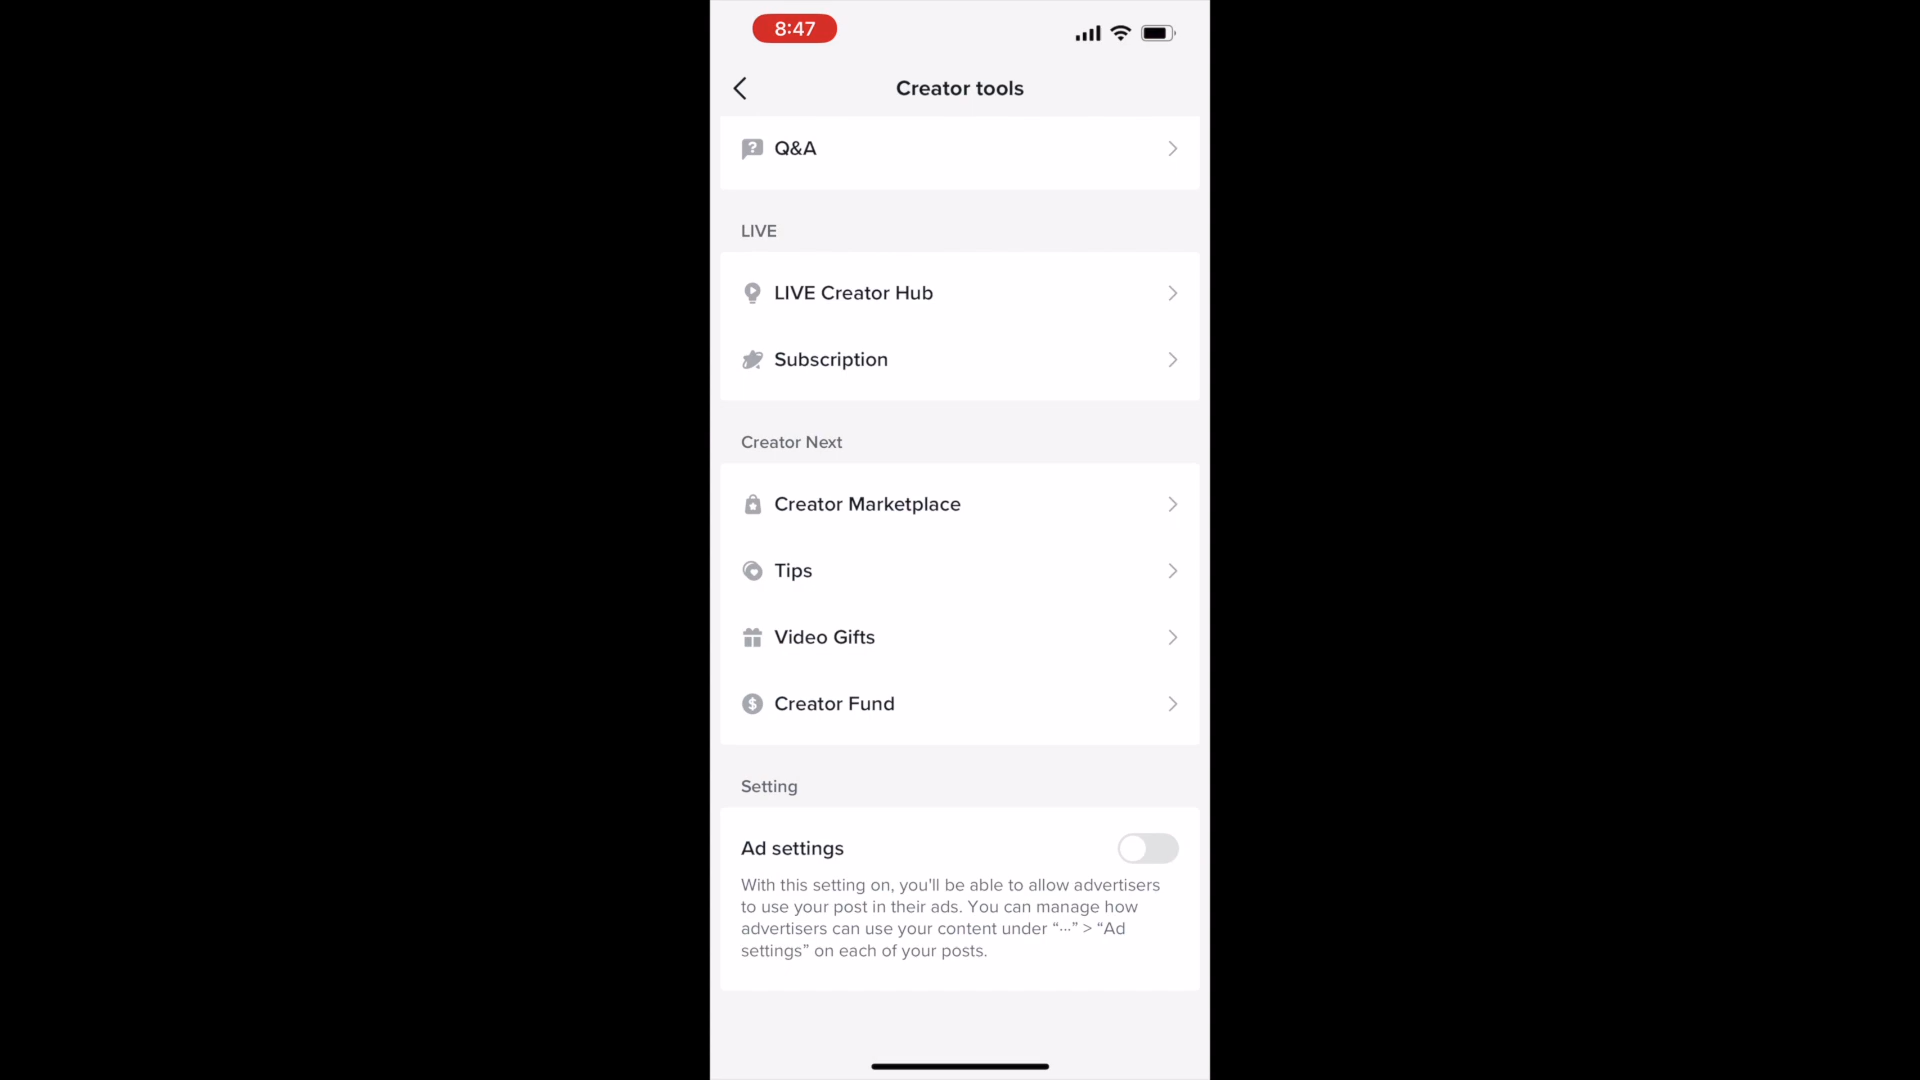 8:47
Creator tools
Q&A
LIVE
LIVE Creator Hub
Subscription
Creator Next
Creator Marketplace
Tips
Video Gifts
Creator Fund
Setting
Ad settings
With this setting on, you'll be able to allow advertisers
to use your post in their ads. You can manage how
advertisers can use your content under “···” > “Ad
settings” on each of your posts.